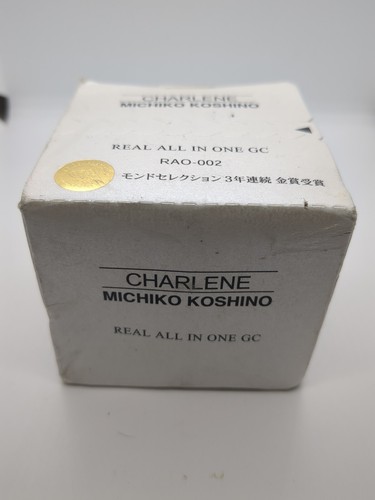 CHARLENE
MICHIKO KOSHINO
REAL ALL IN ONE GC
RAO-002
モンドセレクション3年連続 金賞受賞
CHARLENE
MICHIKO KOSHINO
REAL ALL IN ONE GC